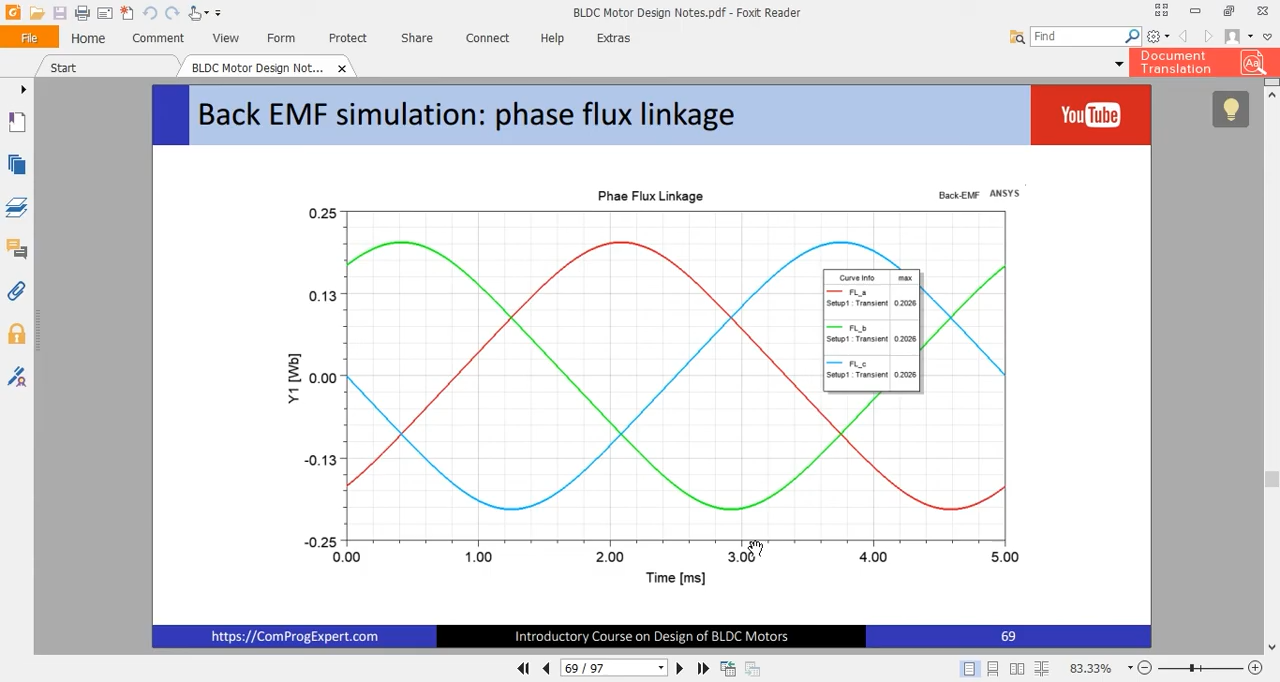 BLDC Motor Design Notes.pdf - Foxit Reader
File Home Comment View Form Protect Share Connect Help Extras
Find
Start
BLDC Motor Design Not...
Document
Translation
Back EMF simulation: phase flux linkage
YouTube
Phae Flux Linkage
Back-EMF ANSYS
0.25
0.13
0.00
-0.13
-0.25
Y1 [Wb]
Curve Info max
FL_a
Setup1 : Transient 0.2026
FL_b
Setup1 : Transient 0.2026
FL_c
Setup1 : Transient 0.2026
0.00 1.00 2.00 3.00 4.00 5.00
Time [ms]
https://ComProgExpert.com
Introductory Course on Design of BLDC Motors
69
69 / 97
83.33%